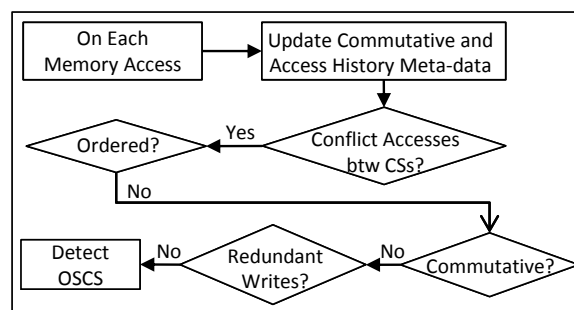 On Each
Memory Access
Update Commutative and
Access History Meta-data
Ordered?
Yes
Conflict Accesses
btw CSs?
No
Detect
OSCS
No
Redundant
Writes?
No
Commutative?